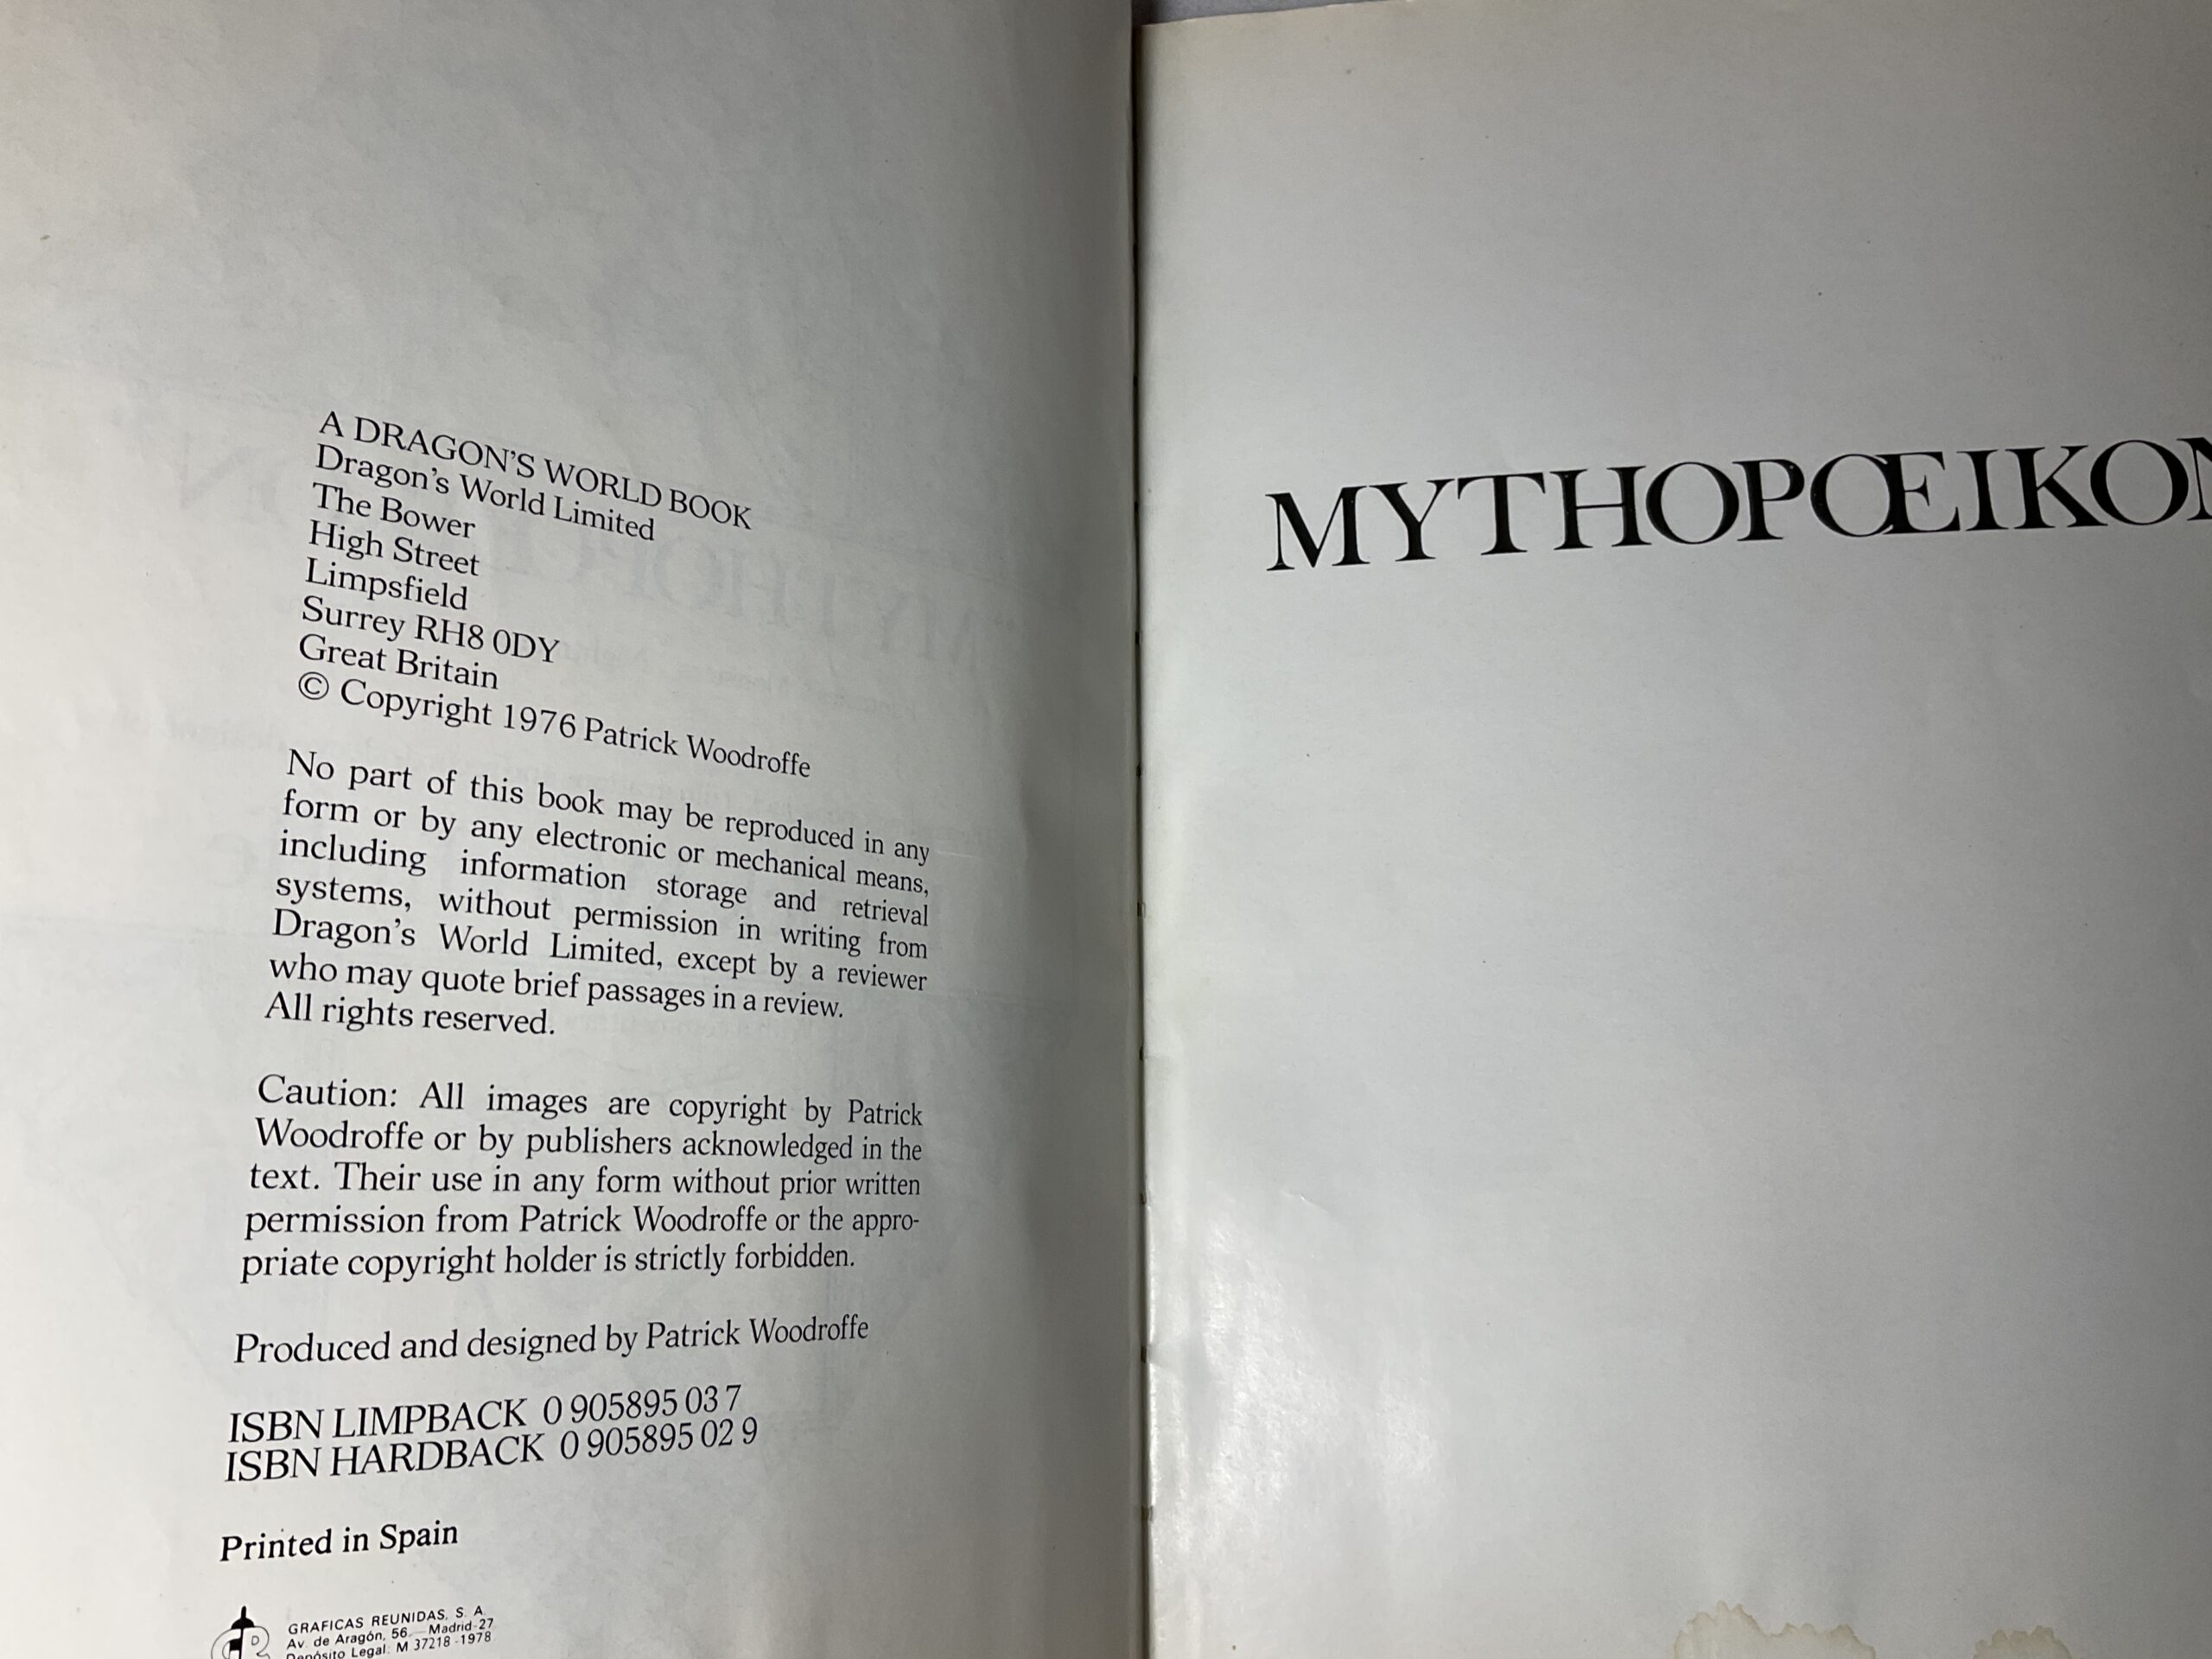 A DRAGON'S WORLD BOOK
Dragon's World Limited
The Bower
High Street
Limpsfield
Surrey RH8 0DY
Great Britain
© Copyright 1976 Patrick Woodroffe
No part of this book may be reproduced in any
form or by any electronic or mechanical means,
including information storage and retrieval
systems, without permission in writing from
Dragon's World Limited, except by a reviewer
who may quote brief passages in a review.
All rights reserved.
Caution: All images are copyright by Patrick
Woodroffe or by publishers acknowledged in the
text. Their use in any form without prior written
permission from Patrick Woodroffe or the appro-
priate copyright holder is strictly forbidden.
Produced and designed by Patrick Woodroffe
ISBN LIMPBACK 0 905895 03 7
ISBN HARDBACK 0 905895 02 9
Printed in Spain
GRAFICAS REUNIDAS, S. A.
Av. de Aragón, 56 - Madrid-27
Depósito Legal: M 37218 - 1978
MYTHOPŒIKON